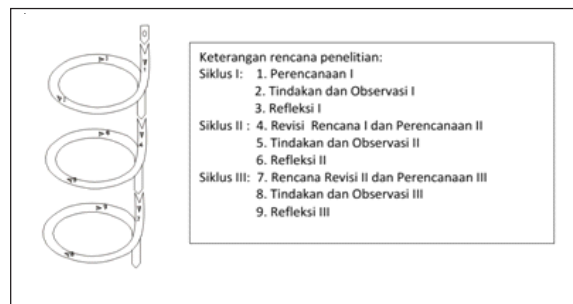 Keterangan rencana penelitian:
Siklus I: 1. Perencanaan I
2. Tindakan dan Observasi I
3. Refleksi I
Siklus II : 4. Revisi Rencana I dan Perencanaan II
5. Tindakan dan Observasi II
6. Refleksi II
Siklus III: 7. Rencana Revisi II dan Perencanaan III
8. Tindakan dan Observasi III
9. Refleksi III